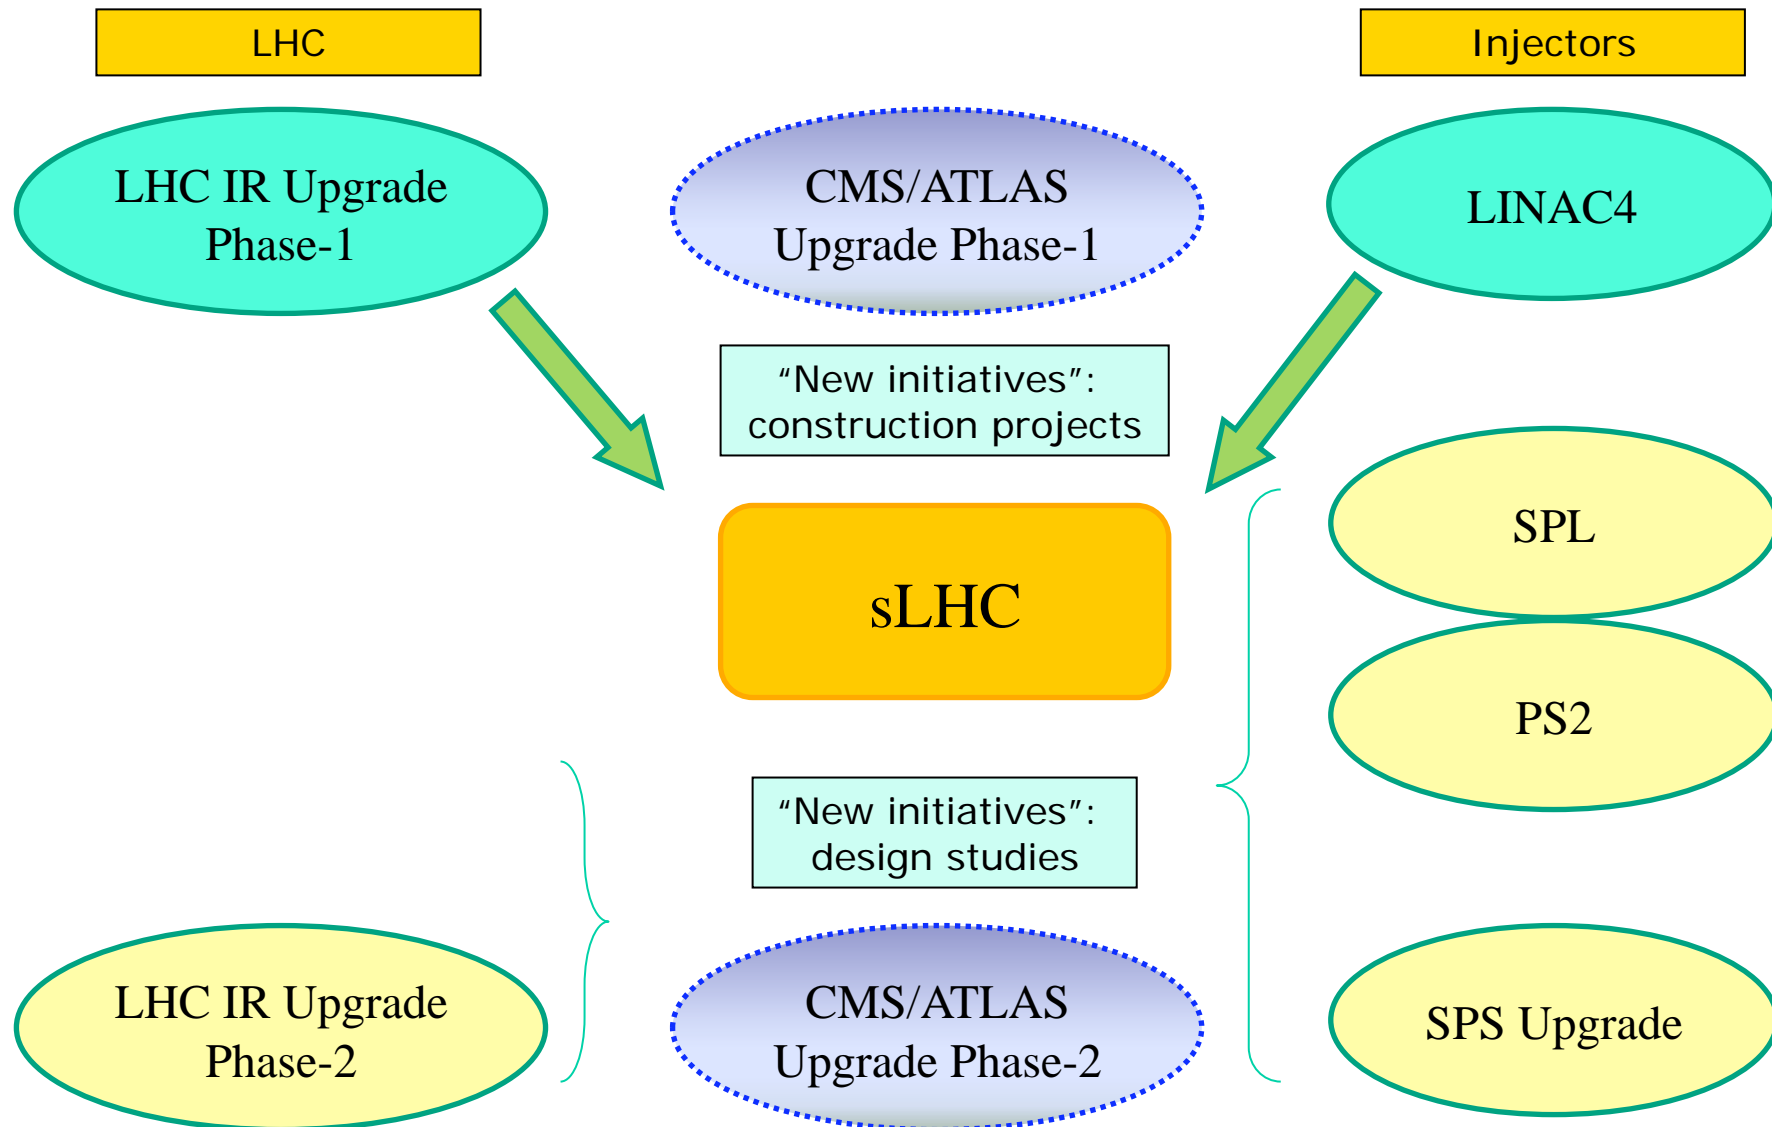 LHC
Injectors
LHC IR Upgrade
Phase-1
CMS/ATLAS
Upgrade Phase-1
LINAC4
“New initiatives”:
construction projects
sLHC
SPL
PS2
“New initiatives”:
design studies
LHC IR Upgrade
Phase-2
CMS/ATLAS
Upgrade Phase-2
SPS Upgrade